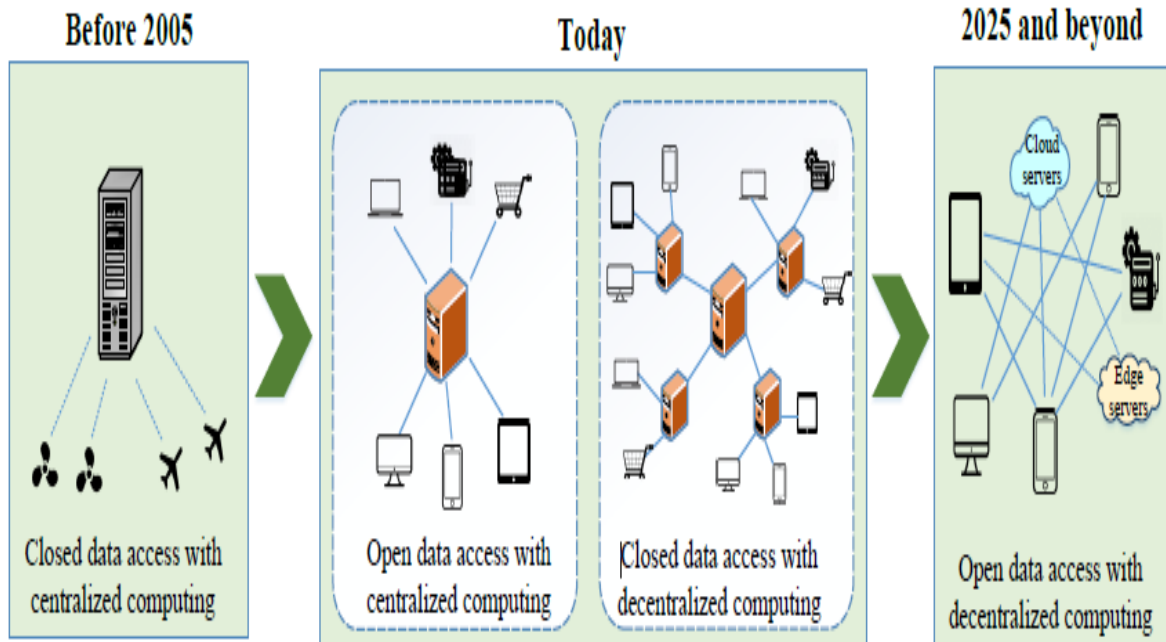 Before 2005
Closed data access with
centralized computing
Today
Open data access with
centralized computing
Closed data access with
decentralized computing
2025 and beyond
Cloud
servers
Edge
servers
Open data access with
decentralized computing